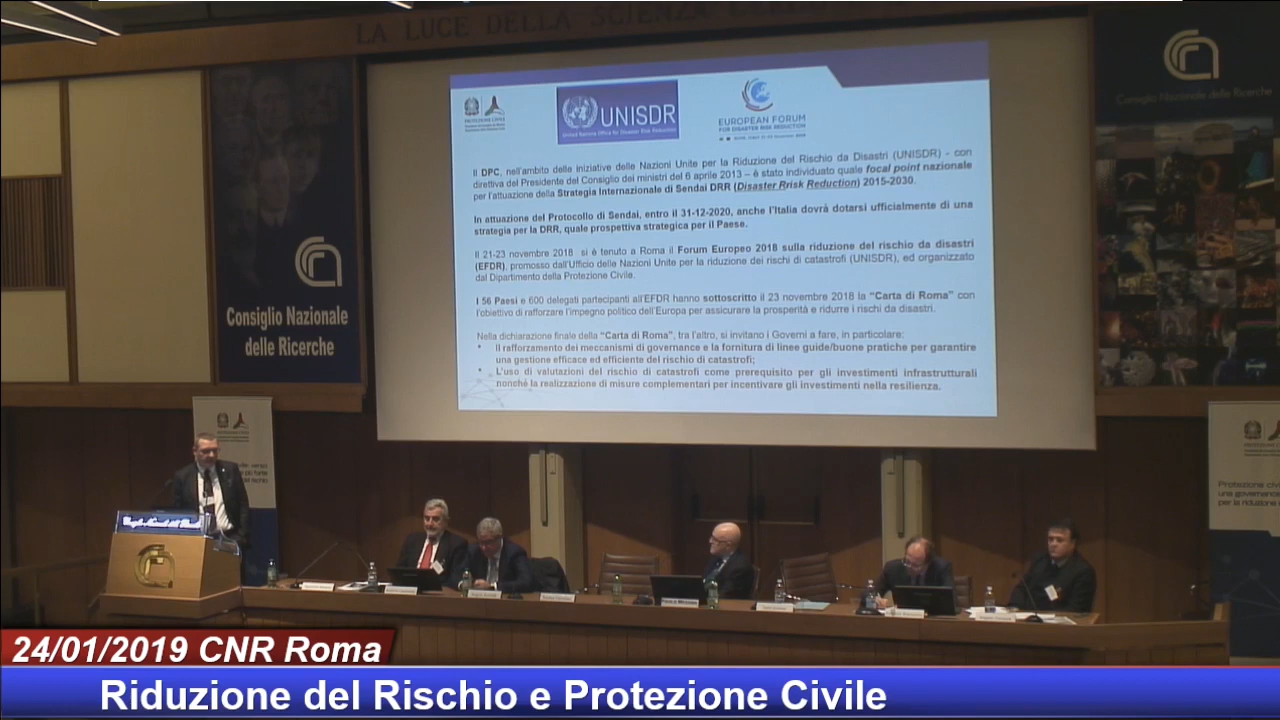 LA LUCE DELLA SCIENZA
Consiglio Nazionale delle Ricerche
Consiglio Nazionale
delle Ricerche
UNISDR
United Nations Office for Disaster Risk Reduction
EUROPEAN FORUM
FOR DISASTER RISK REDUCTION
Il DPC, nell'ambito delle iniziative delle Nazioni Unite per la Riduzione del Rischio da Disastri (UNISDR) - con
direttiva del Presidente del Consiglio dei ministri del 6 aprile 2013 – è stato individuato quale focal point nazionale
per l'attuazione della Strategia Internazionale di Sendai DRR (Disaster Rrisk Reduction) 2015-2030.
In attuazione del Protocollo di Sendai, entro il 31-12-2020, anche l'Italia dovrà dotarsi ufficialmente di una
strategia per la DRR, quale prospettiva strategica per il Paese.
Il 21-23 novembre 2018 si è tenuto a Roma il Forum Europeo 2018 sulla riduzione del rischio da disastri
(EFDR), promosso dall'Ufficio delle Nazioni Unite per la riduzione dei rischi di catastrofi (UNISDR), ed organizzato
dal Dipartimento della Protezione Civile.
I 56 Paesi e 600 delegati partecipanti all'EFDR hanno sottoscritto il 23 novembre 2018 la "Carta di Roma" con
l'obiettivo di rafforzare l'impegno politico dell'Europa per assicurare la prosperità e ridurre i rischi da disastri.
Nella dichiarazione finale della "Carta di Roma", tra l'altro, si invitano i Governi a fare, in particolare:
• Il rafforzamento dei meccanismi di governance e la fornitura di linee guide/buone pratiche per garantire
una gestione efficace ed efficiente del rischio di catastrofi;
• L'uso di valutazioni del rischio di catastrofi come prerequisito per gli investimenti infrastrutturali
nonché la realizzazione di misure complementari per incentivare gli investimenti nella resilienza.
Protezione
una governance
per la riduzione
24/01/2019 CNR Roma
Riduzione del Rischio e Protezione Civile